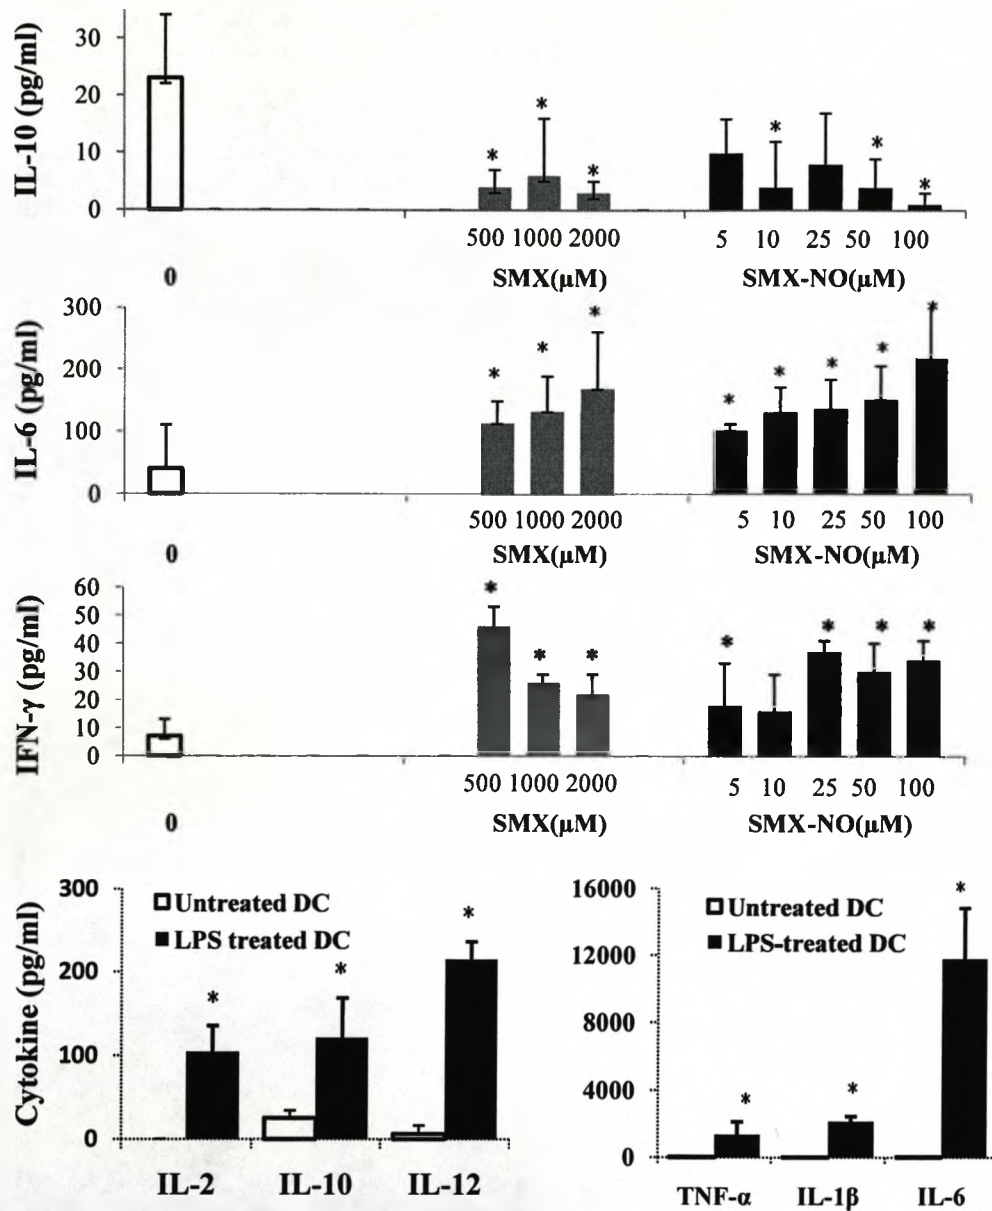 IL-10 (pg/ml)
30
20
10
0
* * *
* * *
500 1000 2000
5 10 25 50 100
0
SMX(μM)
SMX-NO(μM)
IL-6 (pg/ml)
300
200
100
0
* * *
* * * * *
500 1000 2000
5 10 25 50 100
0
SMX(μM)
SMX-NO(μM)
IFN-γ (pg/ml)
60
50
40
30
20
10
0
* * *
* * * *
500 1000 2000
5 10 25 50 100
0
SMX(μM)
SMX-NO(μM)
Cytokine (pg/ml)
300
200
100
0
Untreated DC
LPS treated DC
* * *
IL-2 IL-10 IL-12
16000
12000
8000
4000
0
Untreated DC
LPS-treated DC
* * *
TNF-α IL-1β IL-6